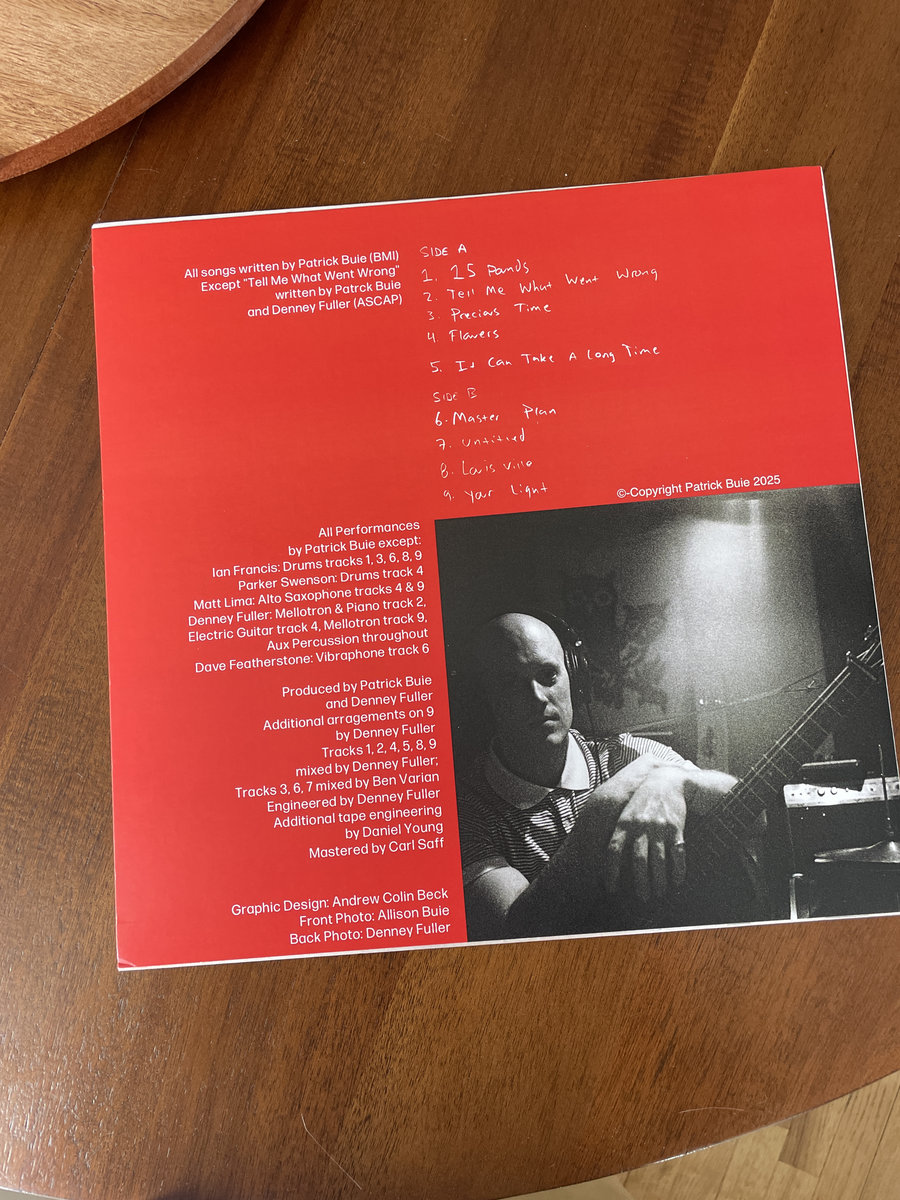 All songs written by Patrick Buie (BMI)
Except "Tell Me What Went Wrong"
written by Patrck Buie
and Denney Fuller (ASCAP)
SIDE A
1. 15 Pounds
2. Tell Me What Went Wrong
3. Precious Time
4. Flowers
5. It Can Take A Long Time
SIDE B
6. Master Plan
7. Untitled
8. Louisville
9. Your Light
©-Copyright Patrick Buie 2025
All Performances
by Patrick Buie except:
Ian Francis: Drums tracks 1, 3, 6, 8, 9
Parker Swenson: Drums track 4
Matt Lima: Alto Saxophone tracks 4 & 9
Denney Fuller: Mellotron & Piano track 2,
Electric Guitar track 4, Mellotron track 9,
Aux Percussion throughout
Dave Featherstone: Vibraphone track 6
Produced by Patrick Buie
and Denney Fuller
Additional arragements on 9
by Denney Fuller
Tracks 1, 2, 4, 5, 8, 9
mixed by Denney Fuller;
Tracks 3, 6, 7 mixed by Ben Varian
Engineered by Denney Fuller
Additional tape engineering
by Daniel Young
Mastered by Carl Saff
Graphic Design: Andrew Colin Beck
Front Photo: Allison Buie
Back Photo: Denney Fuller